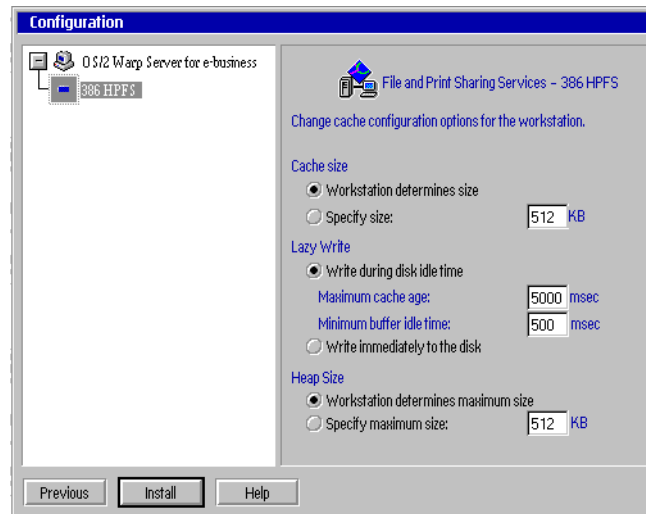 Configuration
OS/2 Warp Server for e-business
386 HPFS
File and Print Sharing Services - 386 HPFS
Change cache configuration options for the workstation.
Cache size
Workstation determines size
Specify size: 512 KB
Lazy Write
Write during disk idle time
Maximum cache age: 5000 msec
Minimum buffer idle time: 500 msec
Write immediately to the disk
Heap Size
Workstation determines maximum size
Specify maximum size: 512 KB
Previous Install Help